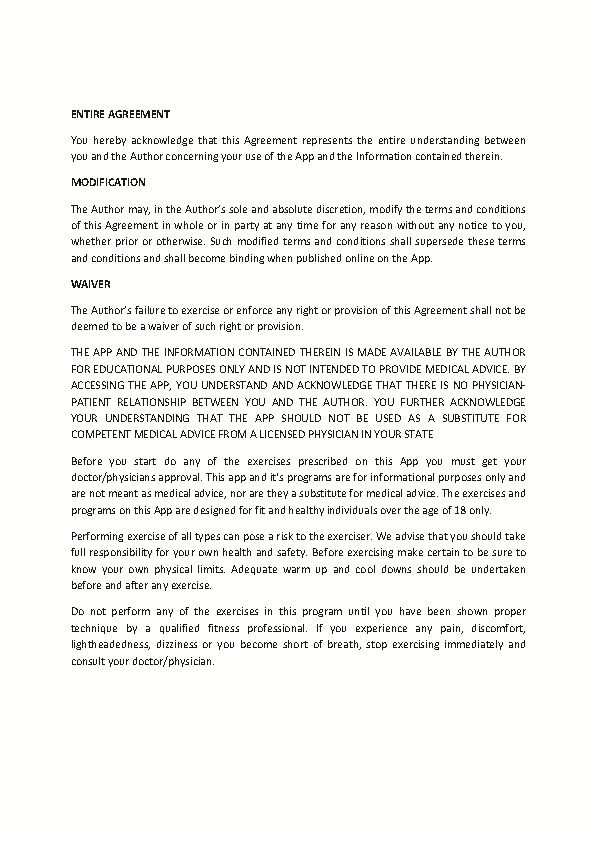 ENTIRE AGREEMENT
You hereby acknowledge that this Agreement represents the entire understanding between
you and the Author concerning your use of the App and the Information contained therein.
MODIFICATION
The Author may, in the Author's sole and absolute discretion, modify the terms and conditions
of this Agreement in whole or in party at any time for any reason without any notice to you,
whether prior or otherwise. Such modified terms and conditions shall supersede these terms
and conditions and shall become binding when published online on the App.
WAIVER
The Author's failure to exercise or enforce any right or provision of this Agreement shall not be
deemed to be a waiver of such right or provision.
THE APP AND THE INFORMATION CONTAINED THEREIN IS MADE AVAILABLE BY THE AUTHOR
FOR EDUCATIONAL PURPOSES ONLY AND IS NOT INTENDED TO PROVIDE MEDICAL ADVICE. BY
ACCESSING THE APP, YOU UNDERSTAND AND ACKNOWLEDGE THAT THERE IS NO PHYSICIAN-
PATIENT RELATIONSHIP BETWEEN YOU AND THE AUTHOR. YOU FURTHER ACKNOWLEDGE
YOUR UNDERSTANDING THAT THE APP SHOULD NOT BE USED AS A SUBSTITUTE FOR
COMPETENT MEDICAL ADVICE FROM A LICENSED PHYSICIAN IN YOUR STATE
Before you start do any of the exercises prescribed on this App you must get your
doctor/physicians approval. This app and it's programs are for informational purposes only and
are not meant as medical advice, nor are they a substitute for medical advice. The exercises and
programs on this App are designed for fit and healthy individuals over the age of 18 only.
Performing exercise of all types can pose a risk to the exerciser. We advise that you should take
full responsibility for your own health and safety. Before exercising make certain to be sure to
know your own physical limits. Adequate warm up and cool downs should be undertaken
before and after any exercise.
Do not perform any of the exercises in this program until you have been shown proper
technique by a qualified fitness professional. If you experience any pain, discomfort,
lightheadedness, dizziness or you become short of breath, stop exercising immediately and
consult your doctor/physician.